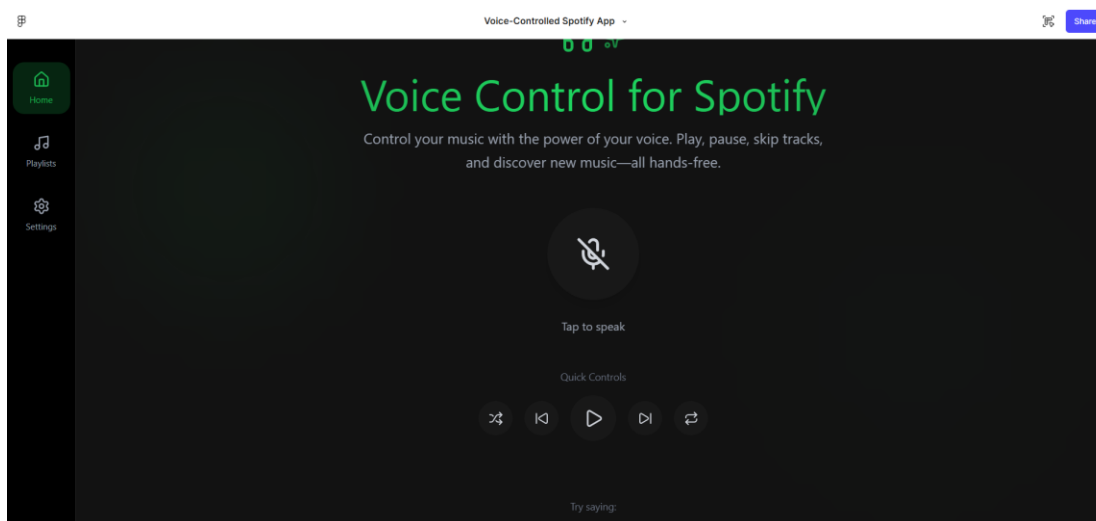 Voice-Controlled Spotify App
Share
Home
Playlists
Settings
Voice Control for Spotify
Control your music with the power of your voice. Play, pause, skip tracks,
and discover new music—all hands-free.
Tap to speak
Quick Controls
Try saying: